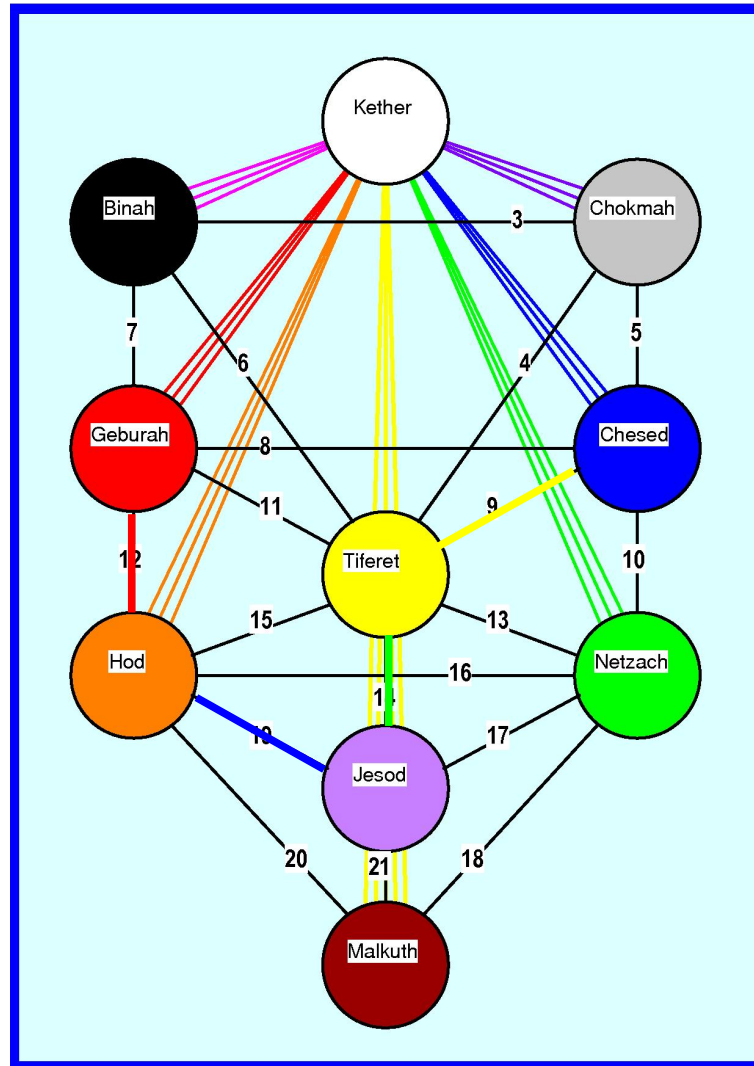 Kether
Binah
Chokmah
3
7
6
4
5
Geburah
8
Chesed
11
9
12
Tiferet
10
15
13
Hod
16
Netzach
14
19
17
Jesod
20
21
18
Malkuth